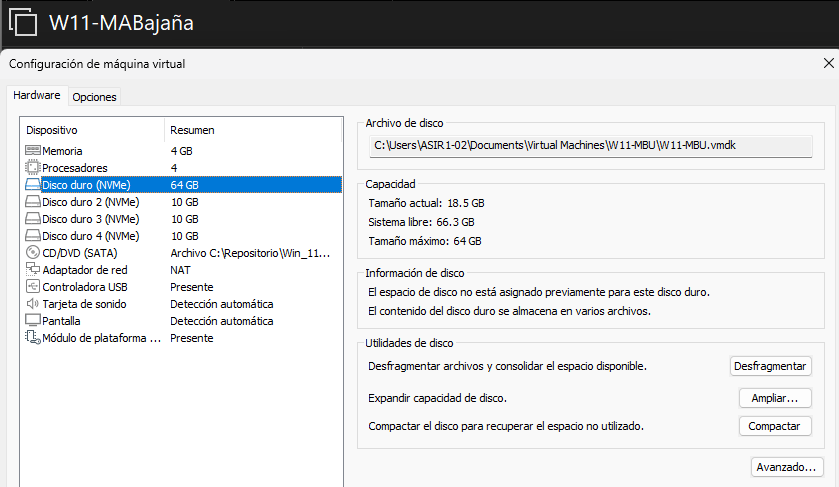 W11-MABajaña
Configuración de máquina virtual
Hardware Opciones
Dispositivo Resumen
Memoria 4 GB
Procesadores 4
Disco duro (NVMe) 64 GB
Disco duro 2 (NVMe) 10 GB
Disco duro 3 (NVMe) 10 GB
Disco duro 4 (NVMe) 10 GB
CD/DVD (SATA) Archivo C:\Repositorio\Win_11...
Adaptador de red NAT
Controladora USB Presente
Tarjeta de sonido Detección automática
Pantalla Detección automática
Módulo de plataforma ... Presente
Archivo de disco
C:\Users\ASIR1-02\Documents\Virtual Machines\W11-MBU\W11-MBU.vmdk
Capacidad
Tamaño actual: 18.5 GB
Sistema libre: 66.3 GB
Tamaño máximo: 64 GB
Información de disco
El espacio de disco no está asignado previamente para este disco duro.
El contenido del disco duro se almacena en varios archivos.
Utilidades de disco
Desfragmentar archivos y consolidar el espacio disponible. Desfragmentar
Expandir capacidad de disco. Ampliar...
Compactar el disco para recuperar el espacio no utilizado. Compactar
Avanzado...